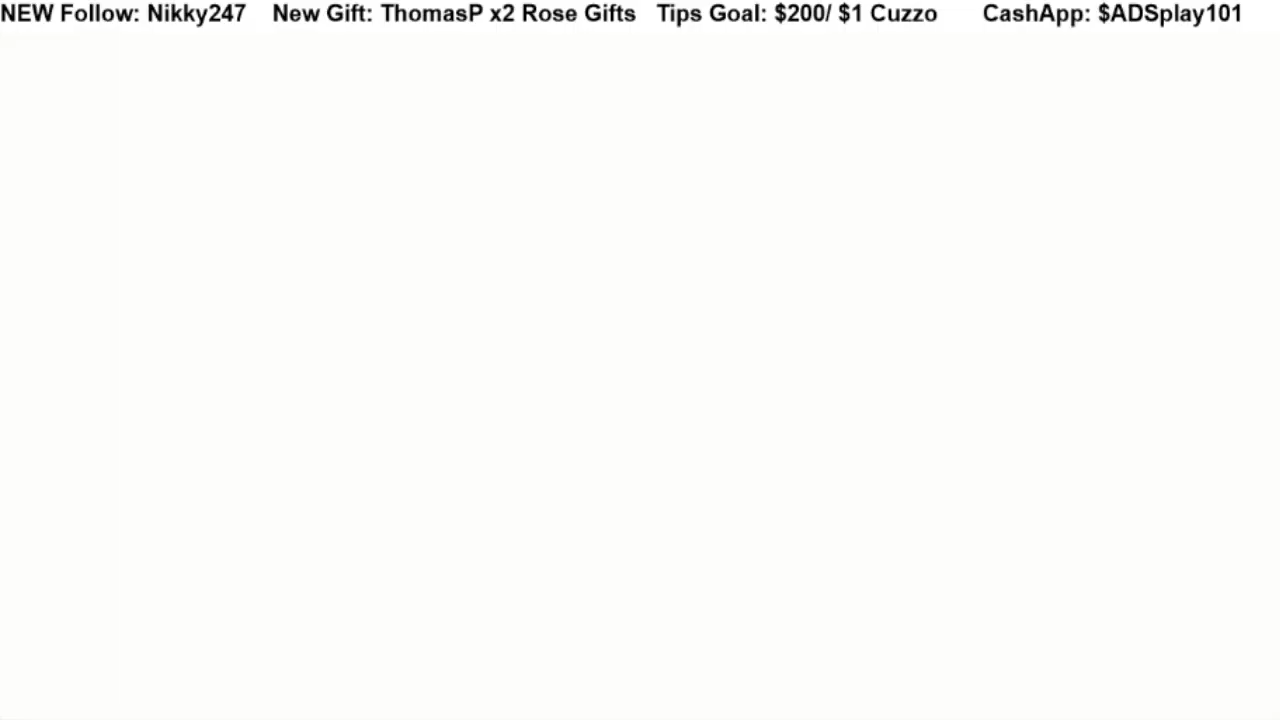 NEW Follow: Nikky247 New Gift: ThomasP x2 Rose Gifts Tips Goal: $200/ $1 Cuzzo CashApp: $ADSplay101